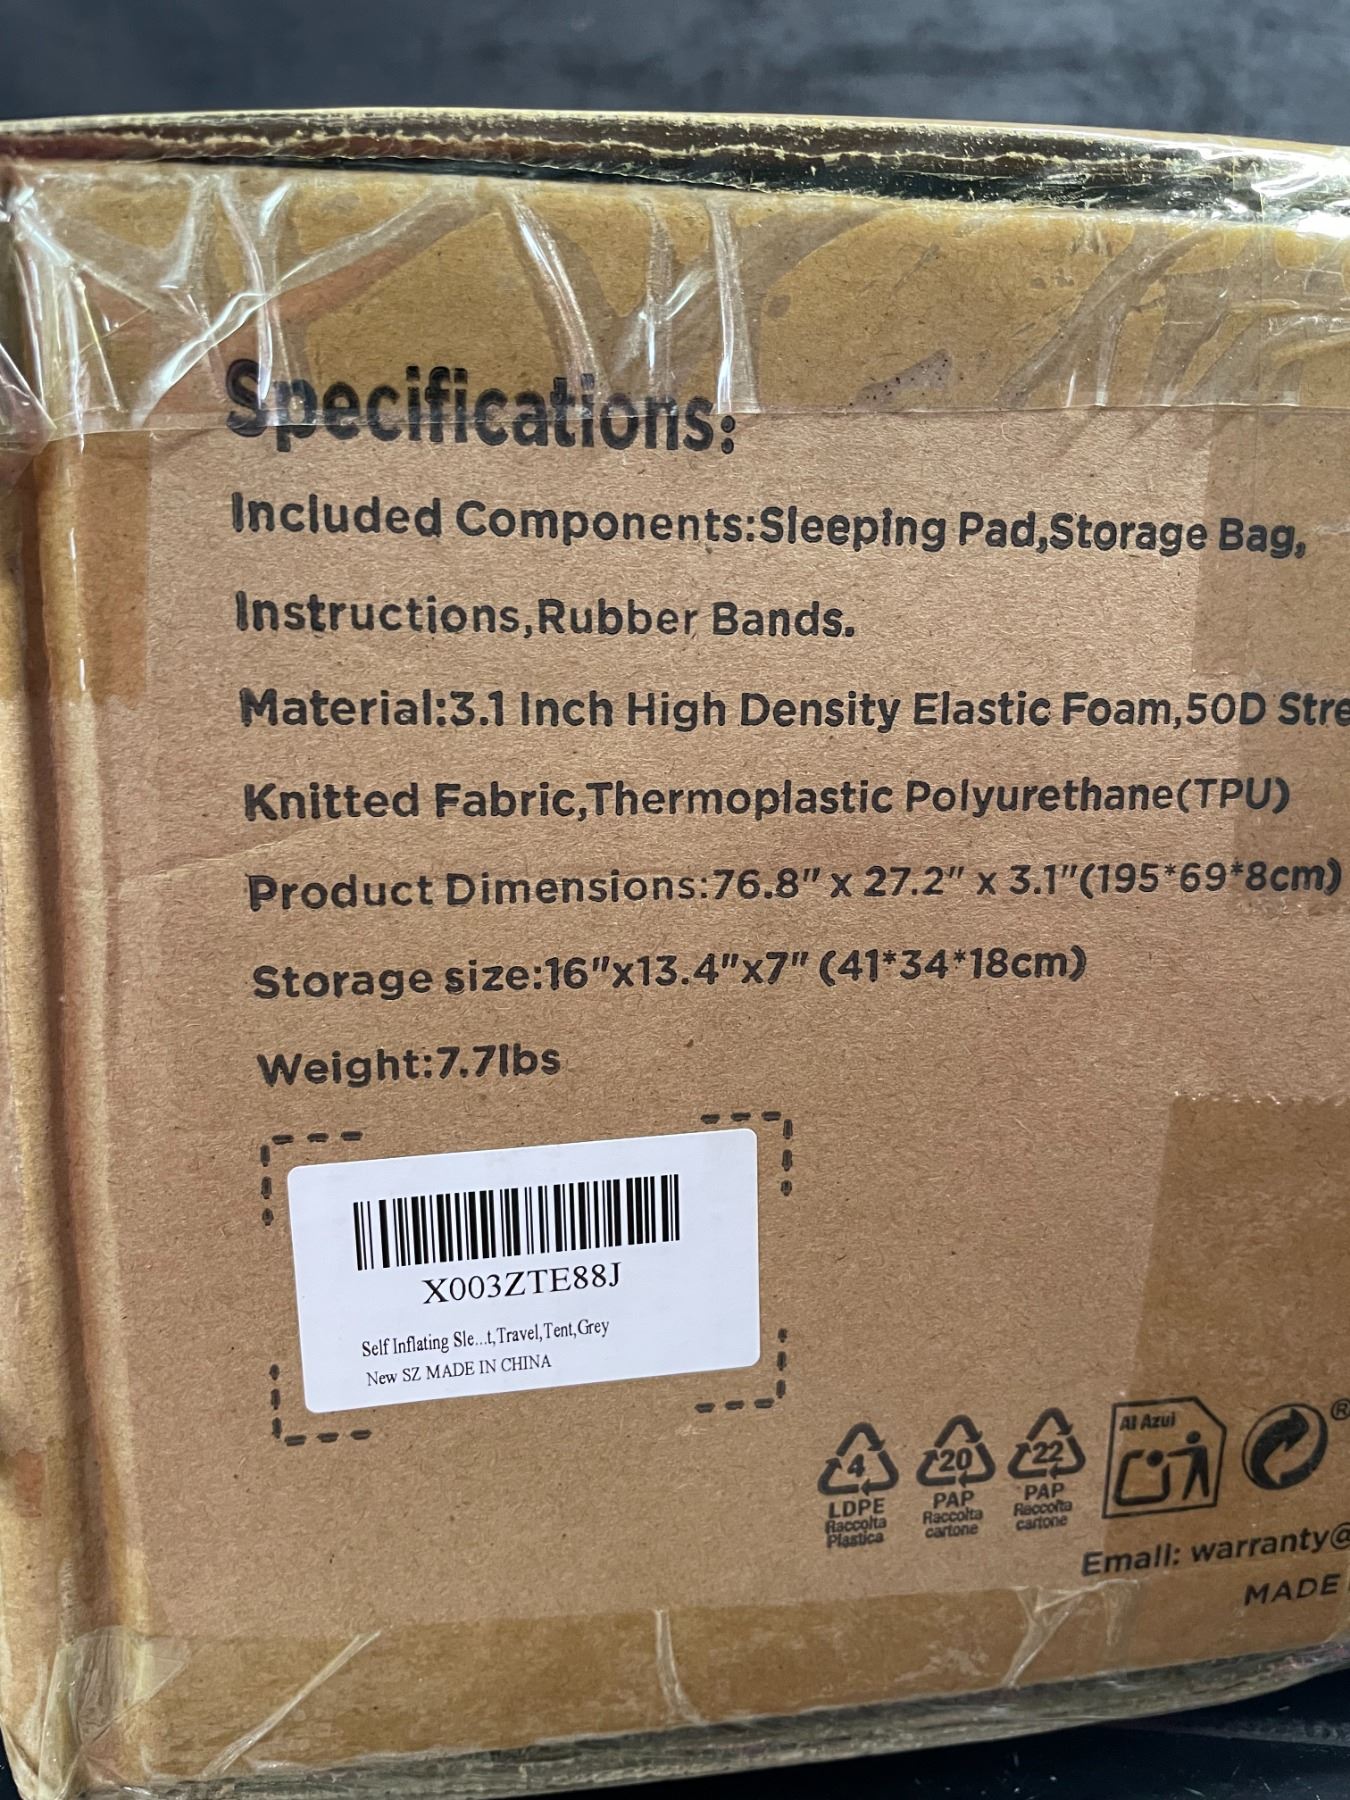 Specifications:
Included Components:Sleeping Pad,Storage Bag,
Instructions,Rubber Bands.
Material:3.1 Inch High Density Elastic Foam,50D Stre
Knitted Fabric,Thermoplastic Polyurethane(TPU)
Product Dimensions:76.8" x 27.2" x 3.1"(195*69*8cm)
Storage size:16"x13.4"x7" (41*34*18cm)
Weight:7.7lbs
X003ZTE88J
Self Inflating Sle...t,Travel,Tent,Grey
New SZ MADE IN CHINA
4
LDPE
Raccolta
Plastica
20
PAP
Raccolta
cartone
22
PAP
Raccolta
cartone
Al Azul
®
Email: warranty@
MADE